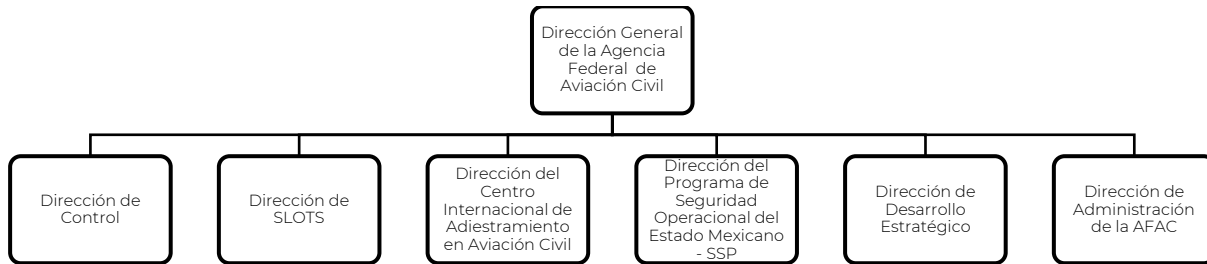 Dirección General
de la Agencia
Federal de
Aviación Civil
Dirección de
Control
Dirección de
SLOTS
Dirección del
Centro
Internacional de
Adiestramiento
en Aviación Civil
Dirección del
Programa de
Seguridad
Operacional del
Estado Mexicano
- SSP
Dirección de
Desarrollo
Estratégico
Dirección de
Administración
de la AFAC